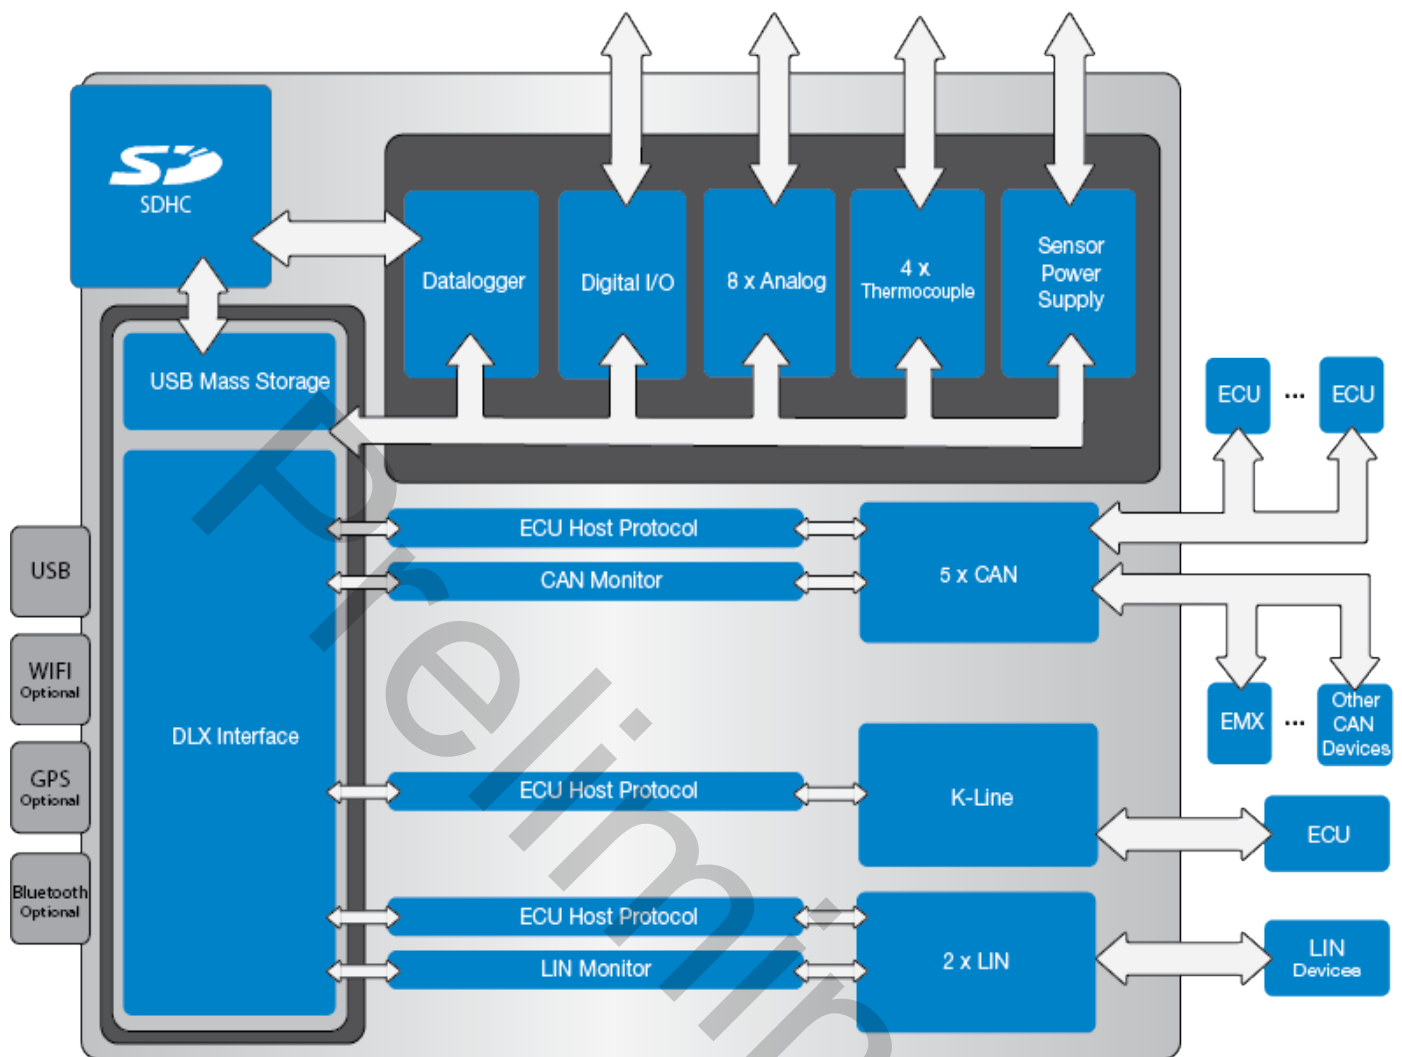 SD
SDHC
Datalogger
Digital I/O
8 x Analog
4 x
Thermocouple
Sensor
Power
Supply
USB Mass Storage
ECU ... ECU
ECU Host Protocol
CAN Monitor
5 x CAN
USB
WIFI
Optional
GPS
Optional
Bluetooth
Optional
DLX Interface
EMX ... Other
CAN
Devices
ECU Host Protocol
K-Line
ECU
ECU Host Protocol
LIN Monitor
2 x LIN
LIN
Devices
Prelimin